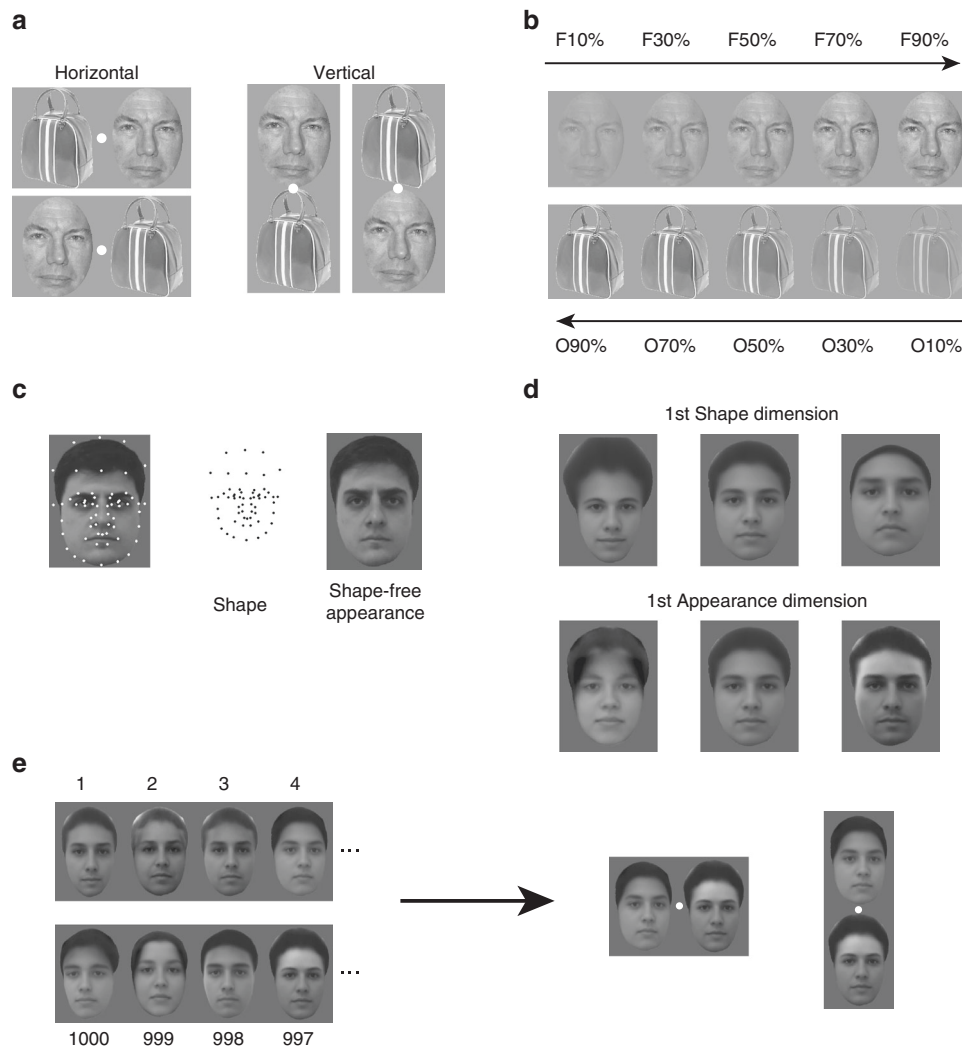 a
Horizontal
Vertical
b
F10% F30% F50% F70% F90%
O90% O70% O50% O30% O10%
c
Shape
Shape-free
appearance
d
1st Shape dimension
1st Appearance dimension
e
1 2 3 4
...
...
1000 999 998 997